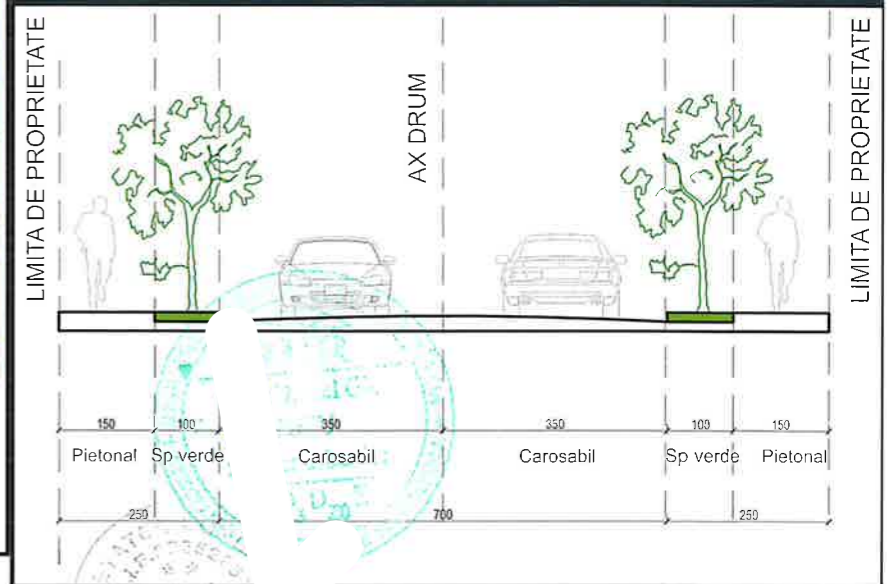 LIMITA DE PROPRIETATE
AX DRUM
LIMITA DE PROPRIETATE
150 100 350 350 100 150
Pietonal Sp verde Carosabil Carosabil Sp verde Pietonal
250 700 250